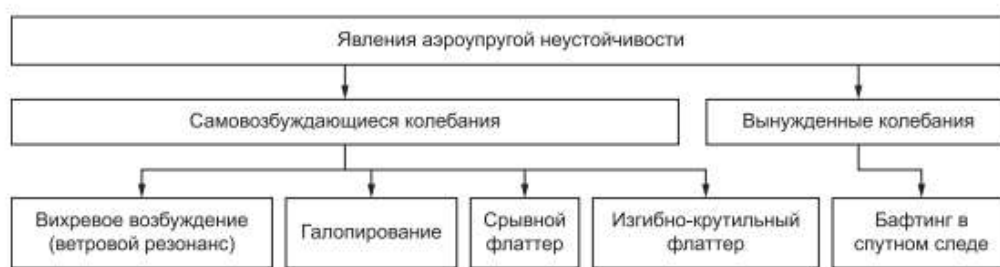 Явления аэроупругой неустойчивости
Самовозбуждающиеся колебания
Вынужденные колебания
Вихревое возбуждение
(ветровой резонанс)
Галопирование
Срывной
флаттер
Изгибно-крутильный
флаттер
Бафтинг в
спутном следе